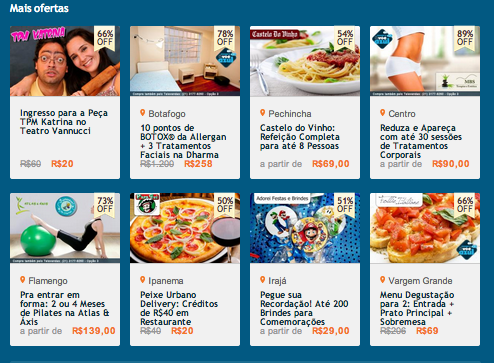 Mais ofertas
TPM KATRINA
66%
OFF
Ingresso para a Peça
TPM Katrina no
Teatro Vannucci
R$60 R$20
78%
OFF
Botafogo
10 pontos de
BOTOX® da Allergan
+ 3 Tratamentos
Faciais na Dharma
R$1.200 R$258
Castelo Do Vinho
54%
OFF
Pechincha
Castelo do Vinho:
Refeição Completa
para até 8 Pessoas
a partir de R$69,00
89%
OFF
Centro
Reduza e Apareça
com até 30 sessões
de Tratamentos
Corporais
a partir de R$90,00
73%
OFF
Flamengo
Pra entrar em
forma: 2 ou 4 Meses
de Pilates na Atlas &
Áxis
a partir de R$139,00
50%
OFF
Ipanema
Peixe Urbano
Delivery: Créditos
de R$40 em
Restaurante
R$40 R$20
Adorei Festas e Brindes
51%
OFF
Irajá
Pegue sua
Recordação! Até 200
Brindes para
Comemorações
a partir de R$29,00
66%
OFF
Vargem Grande
Menu Degustação
para 2: Entrada +
Prato Principal +
Sobremesa
R$206 R$69